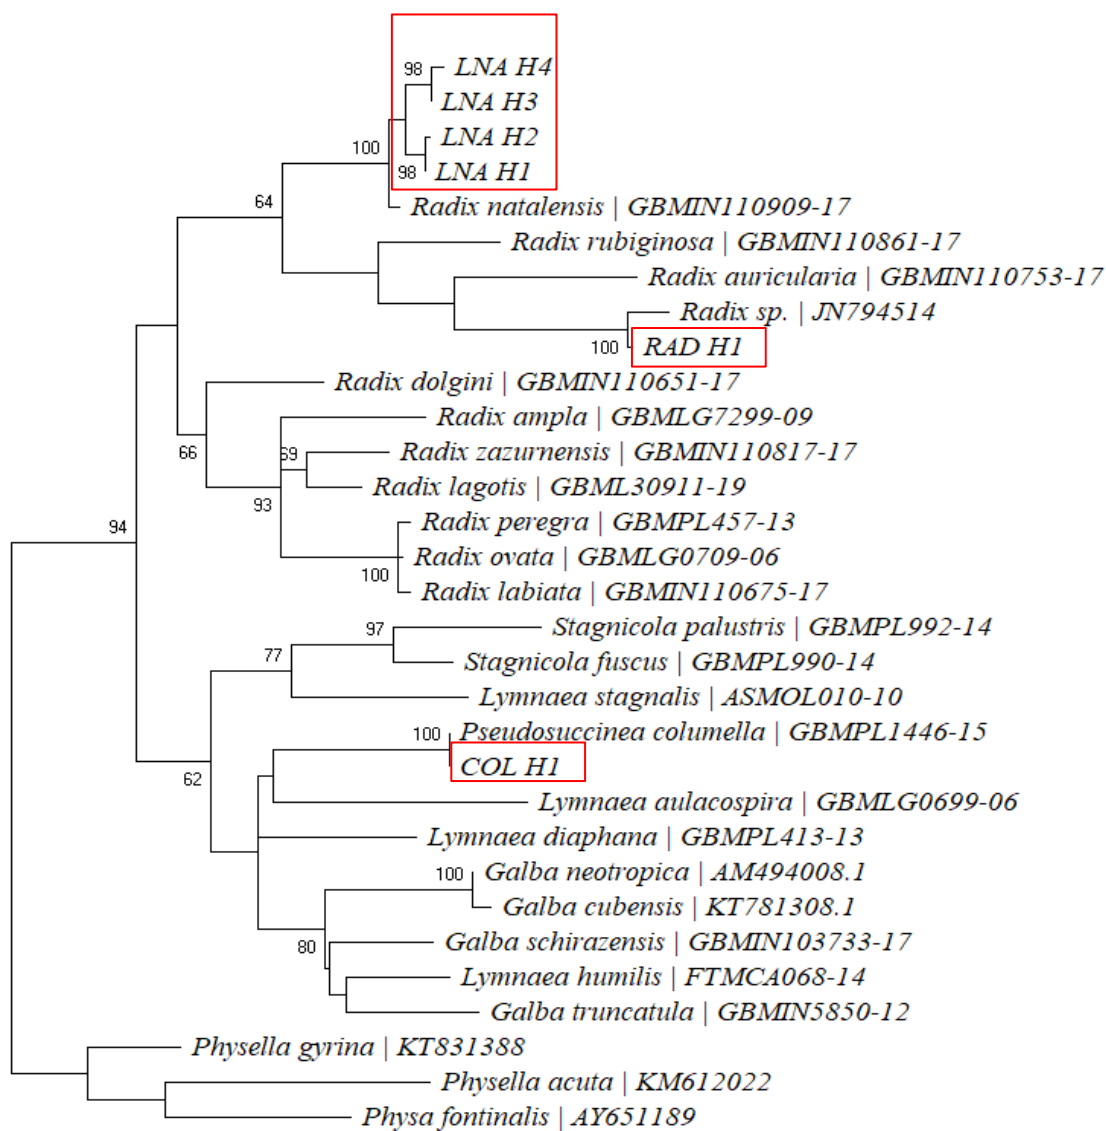 98 LNA H4
LNA H3
LNA H2
100
98 LNA H1
64 Radix natalensis | GBMIN110909-17
Radix rubiginosa | GBMIN110861-17
Radix auricularia | GBMIN110753-17
Radix sp. | JN794514
100 RAD H1
Radix dolgini | GBMIN110651-17
Radix ampla | GBMLG7299-09
66 69 Radix zazurnensis | GBMIN110817-17
93 Radix lagotis | GBML30911-19
94 Radix peregra | GBMPL457-13
Radix ovata | GBMLG0709-06
100 Radix labiata | GBMIN110675-17
97 Stagnicola palustris | GBMPL992-14
77 Stagnicola fuscus | GBMPL990-14
Lymnaea stagnalis | ASMOL010-10
100 Pseudosuccinea columella | GBMPL1446-15
62 COL H1
Lymnaea aulacospira | GBMLG0699-06
Lymnaea diaphana | GBMPL413-13
100 Galba neotropica | AM494008.1
Galba cubensis | KT781308.1
80 Galba schirazensis | GBMIN103733-17
Lymnaea humilis | FTMCA068-14
Galba truncatula | GBMIN5850-12
Physella gyrina | KT831388
Physella acuta | KM612022
Physa fontinalis | AY651189